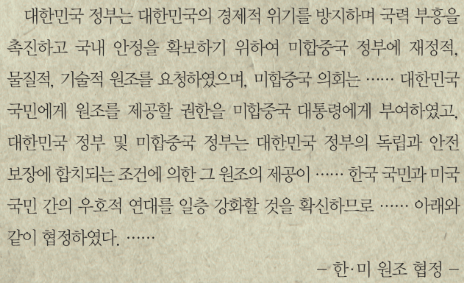 대한민국 정부는 대한민국의 경제적 위기를 방지하며 국력 부흥을
촉진하고 국내 안정을 확보하기 위하여 미합중국 정부에 재정적,
물질적, 기술적 원조를 요청하였으며, 미합중국 의회는 …… 대한민국
국민에게 원조를 제공할 권한을 미합중국 대통령에게 부여하였고,
대한민국 정부 및 미합중국 정부는 대한민국 정부의 독립과 안전
보장에 합치되는 조건에 의한 그 원조의 제공이 …… 한국 국민과 미국
국민 간의 우호적 연대를 일층 강화할 것을 확신하므로 …… 아래와
같이 협정하였다. ……
– 한·미 원조 협정 –